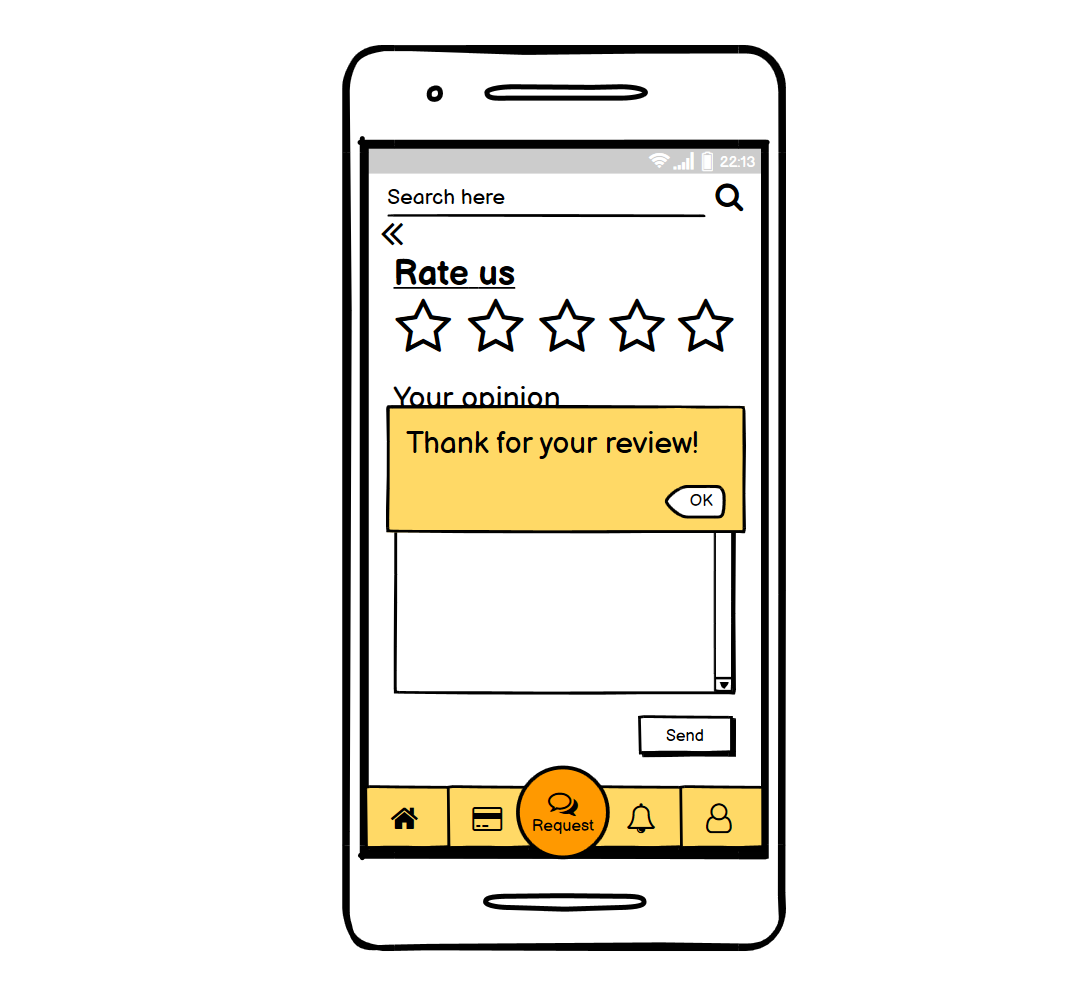 22:13
Search here
Rate us
Your opinion
Thank for your review!
OK
Send
Request